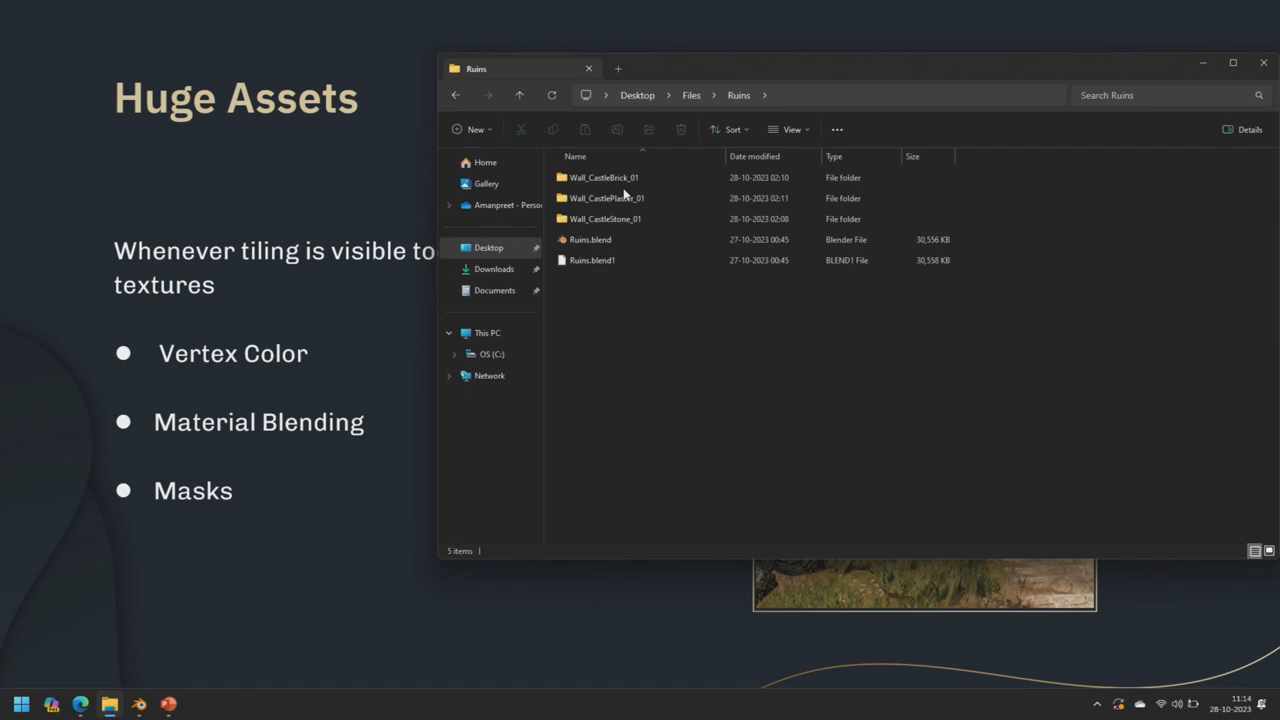 Huge Assets
Whenever tiling is visible to
textures
Vertex Color
Material Blending
Masks
Ruins
Desktop
Files
Ruins
Search Ruins
New
Sort
View
Details
Home
Gallery
Amanpreet - Perso
Desktop
Downloads
Documents
This PC
OS (C:)
Network
Name Date modified Type Size
Wall_CastleBrick_01 28-10-2023 02:10 File folder
28-10-2023 02:11 File folder
Wall_CastleStone_01 28-10-2023 02:08 File folder
Ruins.blend 27-10-2023 00:45 Blender File 30,556 KB
Ruins.blend1 27-10-2023 00:45 BLEND1 File 30,558 KB
5 items
11:14
28-10-2023